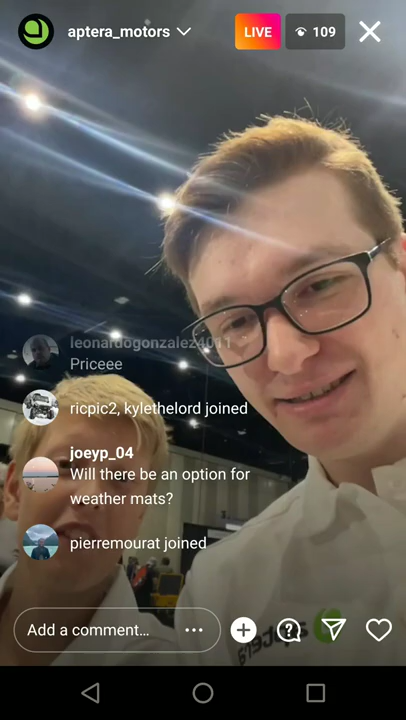 aptera_motors
LIVE
109
leonardogonzalez4011
Priceee
ricpic2, kylethelord joined
joeyp_04
Will there be an option for
weather mats?
pierremourat joined
Add a comment...
aptera